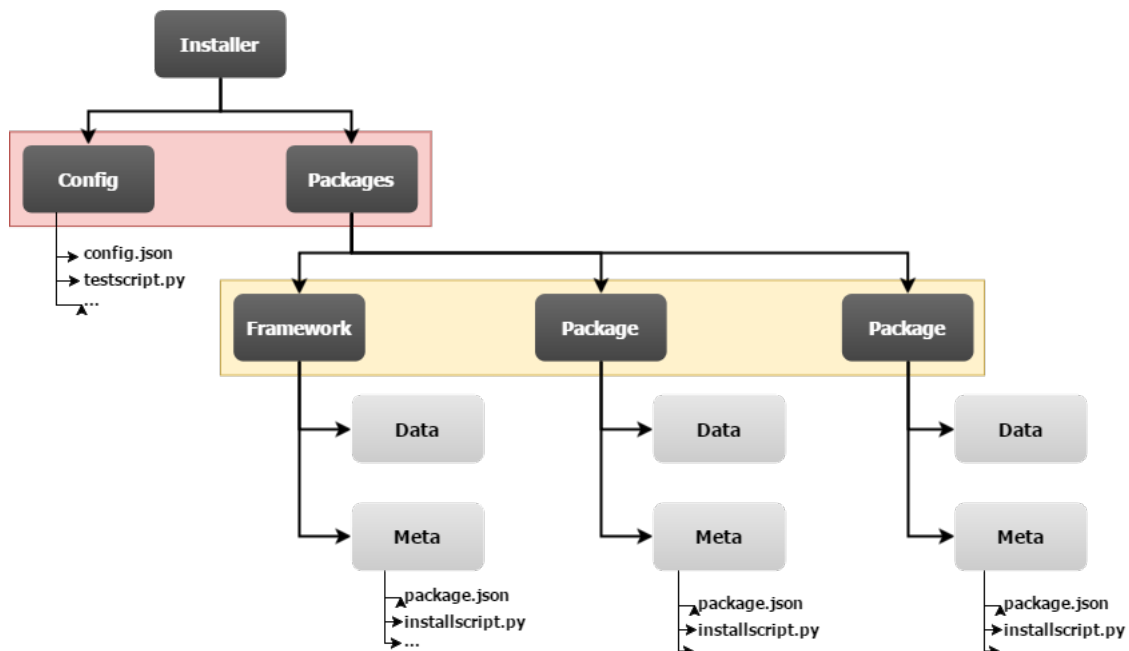 Installer
Config
Packages
config.json
testscript.py
...
Framework
Package
Package
Data
Data
Data
Meta
Meta
Meta
package.json
package.json
package.json
installscript.py
installscript.py
installscript.py
...